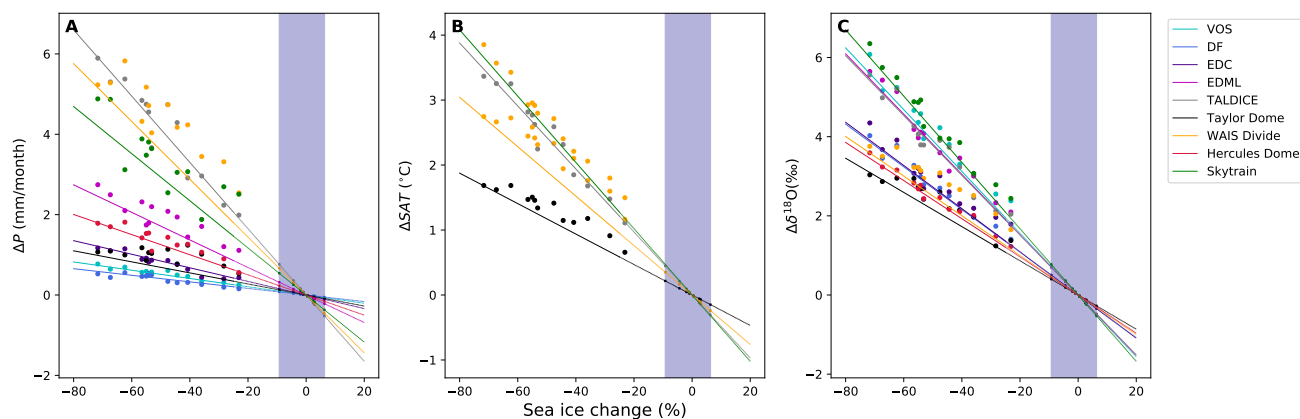 A
ΔP (mm/month)
6
4
2
0
−2
−80
−60
−40
−20
0
20
B
ΔSAT (°C)
4
3
2
1
0
−1
−80
−60
−40
−20
0
20
Sea ice change (%)
C
Δδ¹⁸O(‰)
6
4
2
0
−2
−80
−60
−40
−20
0
20
VOS
DF
EDC
EDML
TALDICE
Taylor Dome
WAIS Divide
Hercules Dome
Skytrain